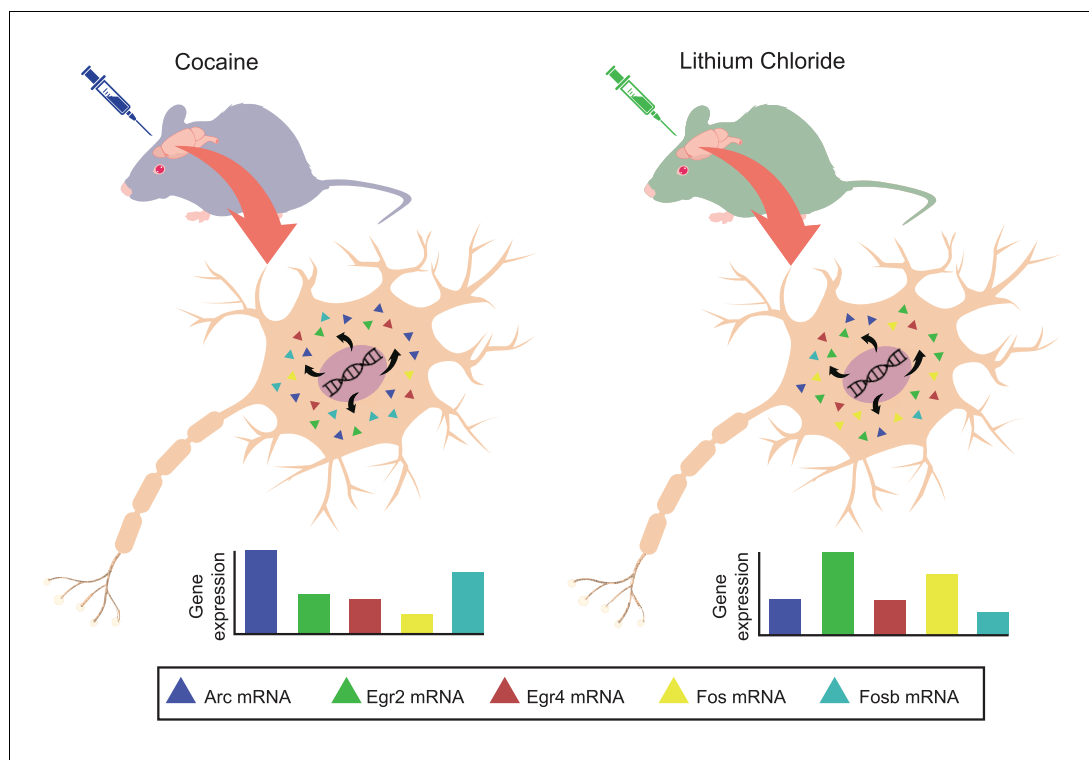 Cocaine
Lithium Chloride
Gene
expression
Gene
expression
Arc mRNA
Egr2 mRNA
Egr4 mRNA
Fos mRNA
Fosb mRNA